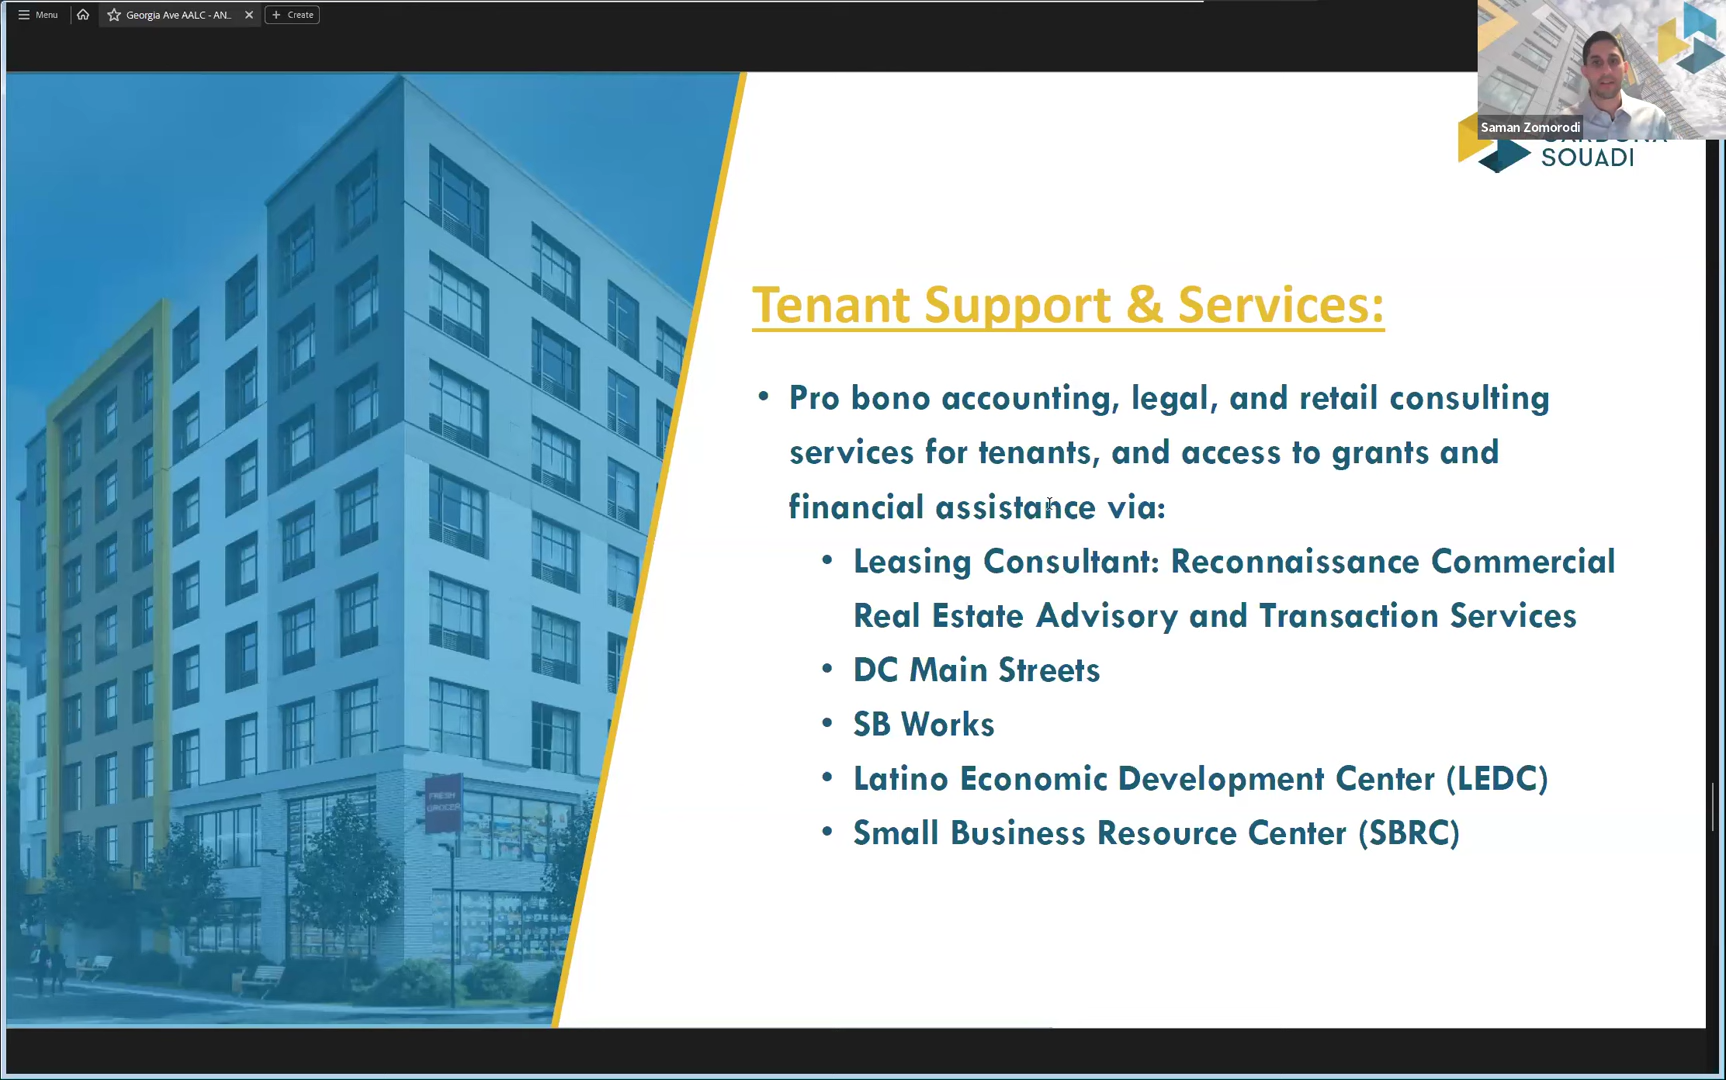 Menu
Georgia Ave AALC - AN...
Create
Saman Zomorodi
SOUADI
Tenant Support & Services:
• Pro bono accounting, legal, and retail consulting
services for tenants, and access to grants and
financial assistance via:
• Leasing Consultant: Reconnaissance Commercial
Real Estate Advisory and Transaction Services
• DC Main Streets
• SB Works
• Latino Economic Development Center (LEDC)
• Small Business Resource Center (SBRC)
FRESH
GROCER